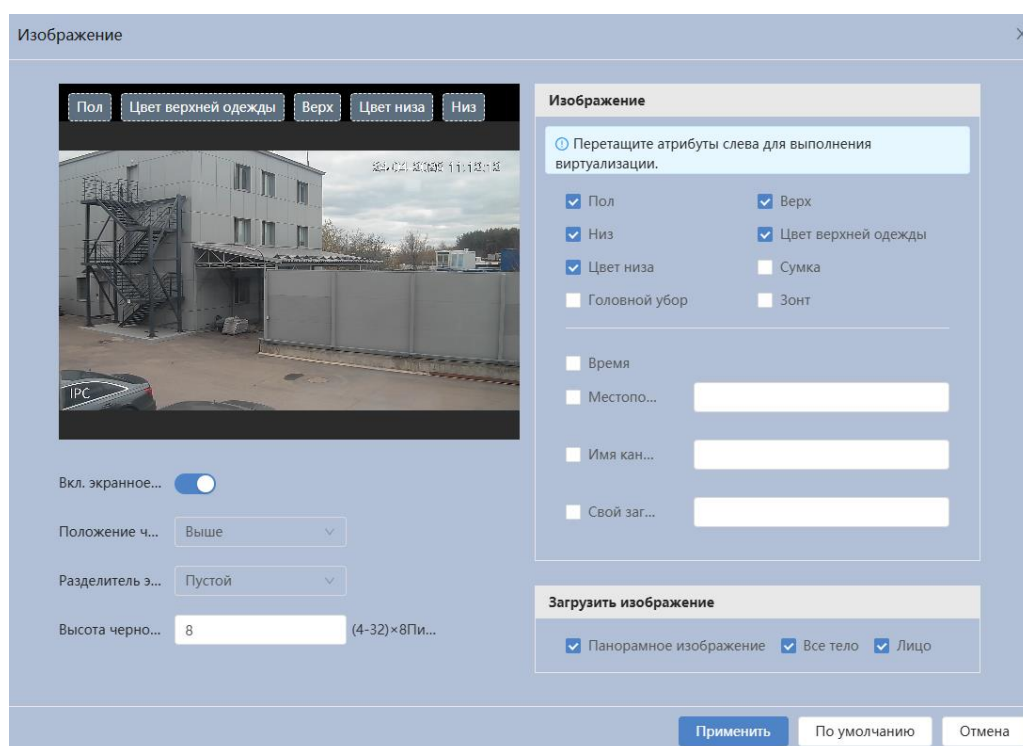 Изображение
Пол Цвет верхней одежды Верх Цвет низа Низ
IPC
Вкл. экранное...
Положение ч... Выше
Разделитель э... Пустой
Высота черно... 8 (4-32)×8Пи...
Изображение
Перетащите атрибуты слева для выполнения
виртуализации.
Пол Верх
Низ Цвет верхней одежды
Цвет низа Сумка
Головной убор Зонт
Время
Местопо...
Имя кан...
Свой заг...
Загрузить изображение
Панорамное изображение Все тело Лицо
Применить По умолчанию Отмена